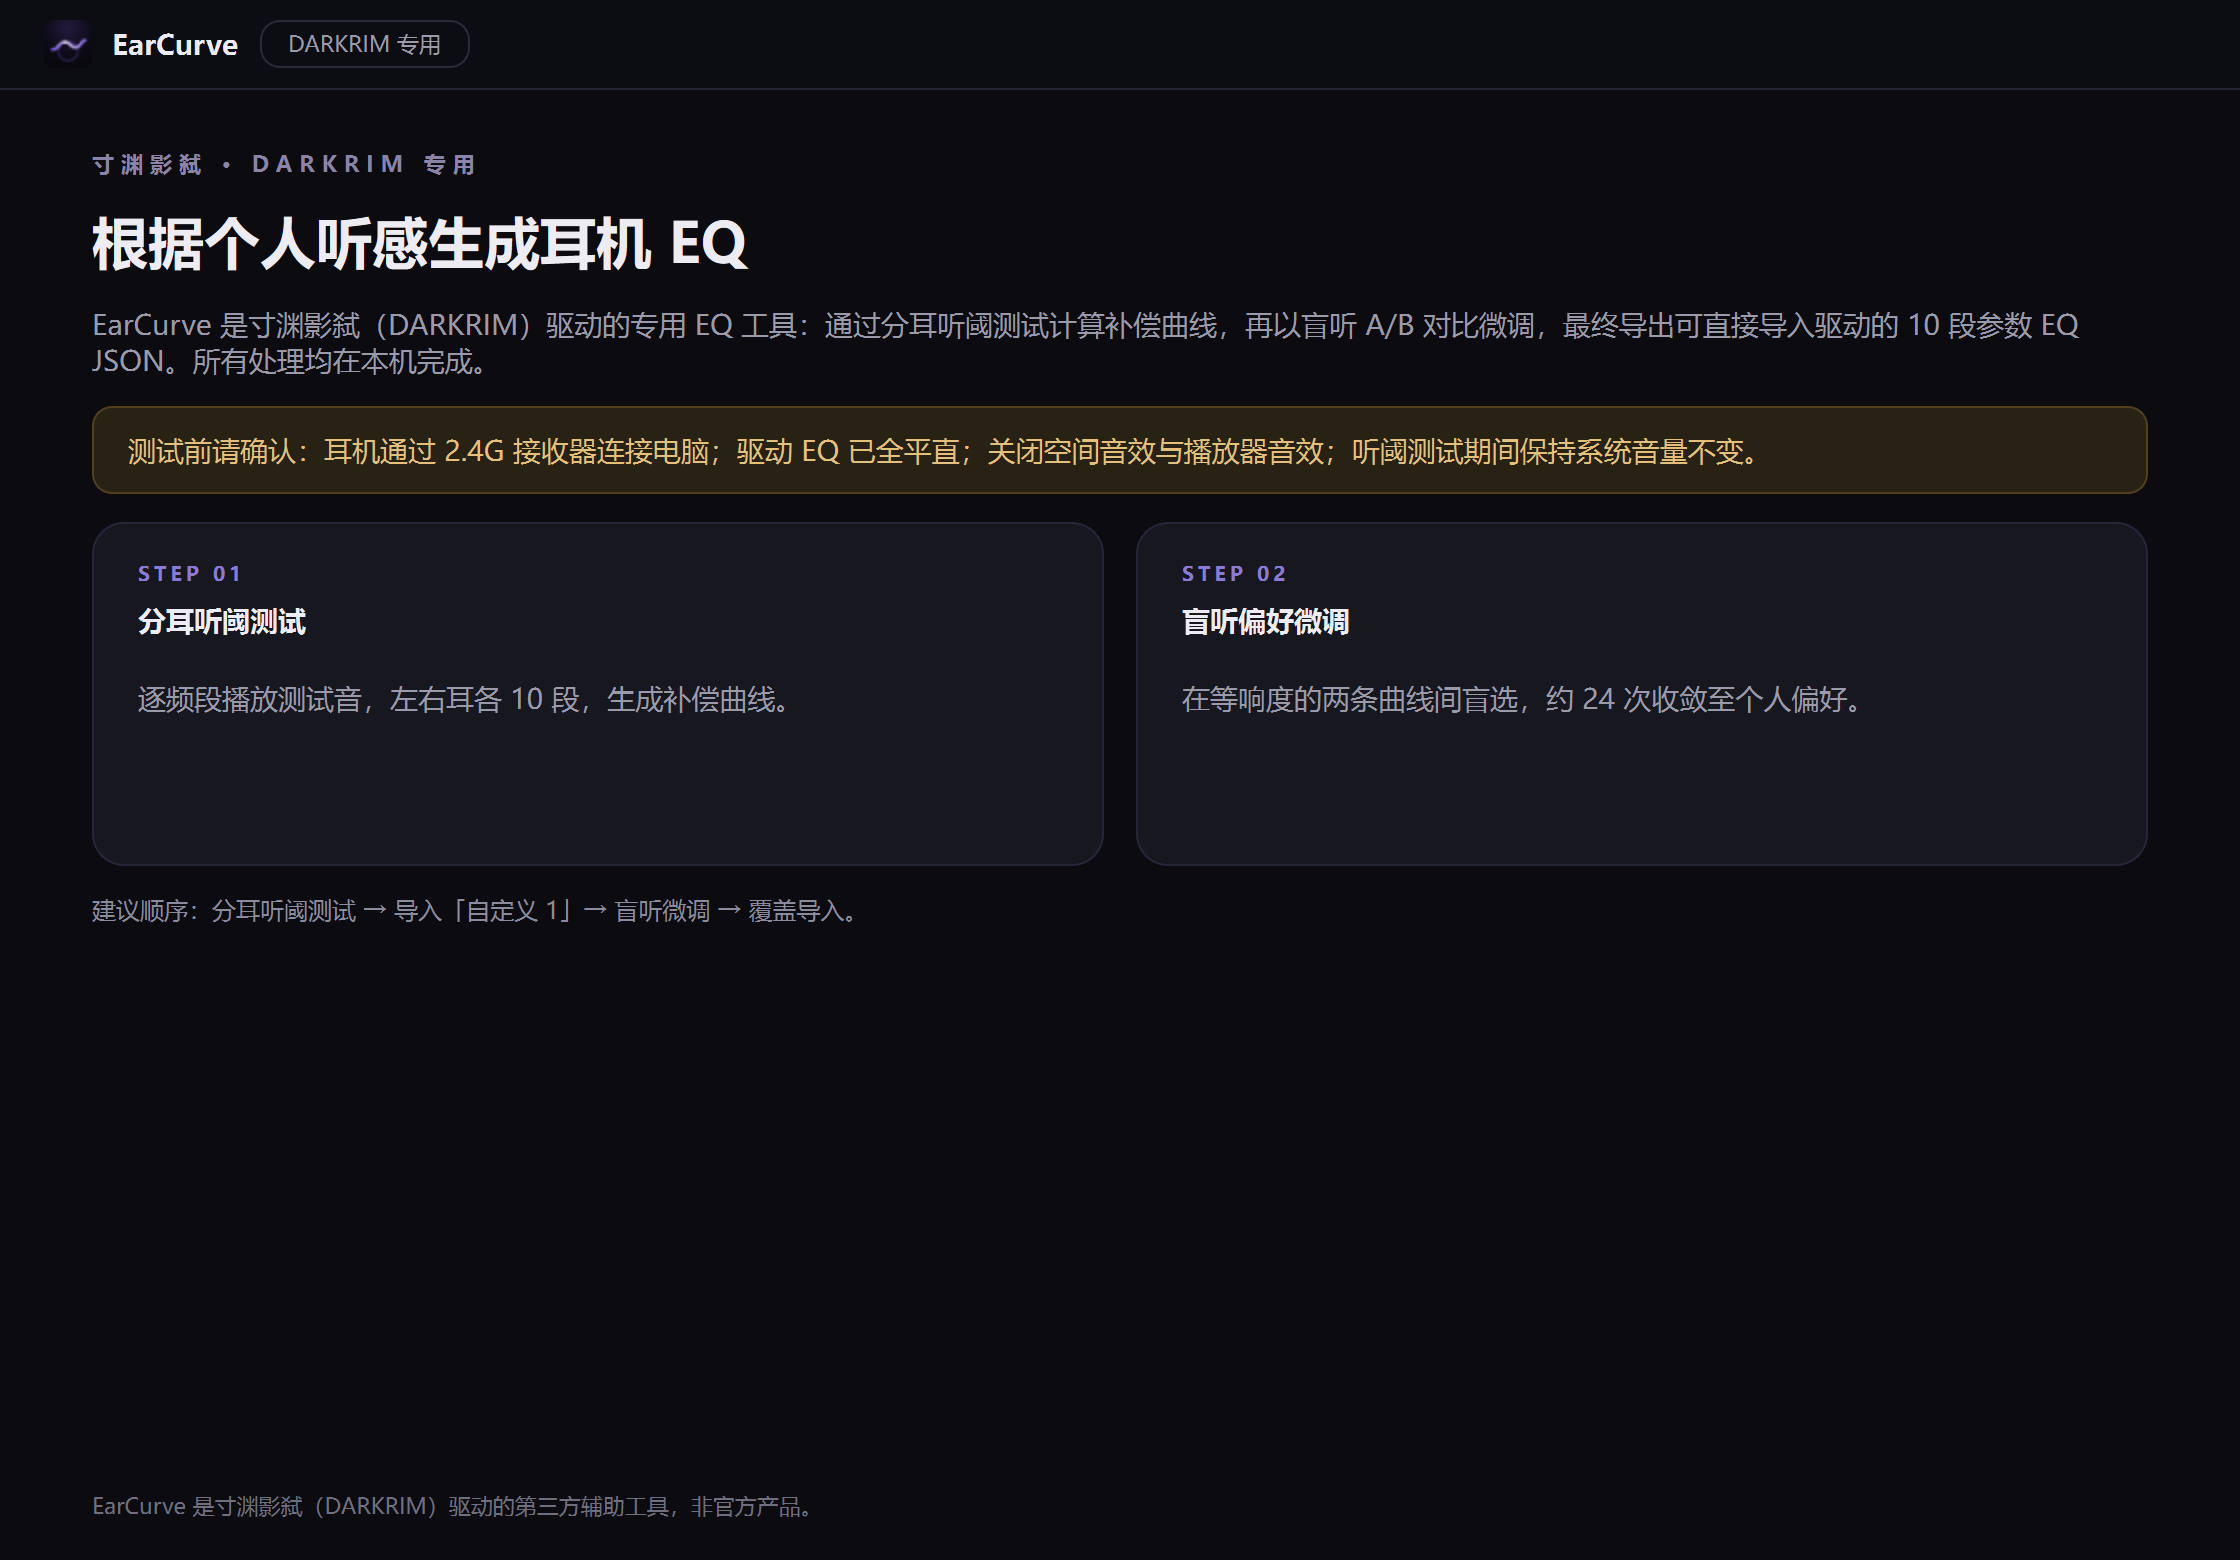 EarCurve
DARKRIM 专用
寸渊影弑 · DARKRIM 专用
根据个人听感生成耳机 EQ
EarCurve 是寸渊影弑（DARKRIM）驱动的专用 EQ 工具：通过分耳听阈测试计算补偿曲线，再以盲听 A/B 对比微调，最终导出可直接导入驱动的 10 段参数 EQ
JSON。所有处理均在本机完成。
测试前请确认：耳机通过 2.4G 接收器连接电脑；驱动 EQ 已全平直；关闭空间音效与播放器音效；听阈测试期间保持系统音量不变。
STEP 01
分耳听阈测试
逐频段播放测试音，左右耳各 10 段，生成补偿曲线。
STEP 02
盲听偏好微调
在等响度的两条曲线间盲选，约 24 次收敛至个人偏好。
建议顺序：分耳听阈测试 → 导入「自定义 1」→ 盲听微调 → 覆盖导入。
EarCurve 是寸渊影弑（DARKRIM）驱动的第三方辅助工具，非官方产品。